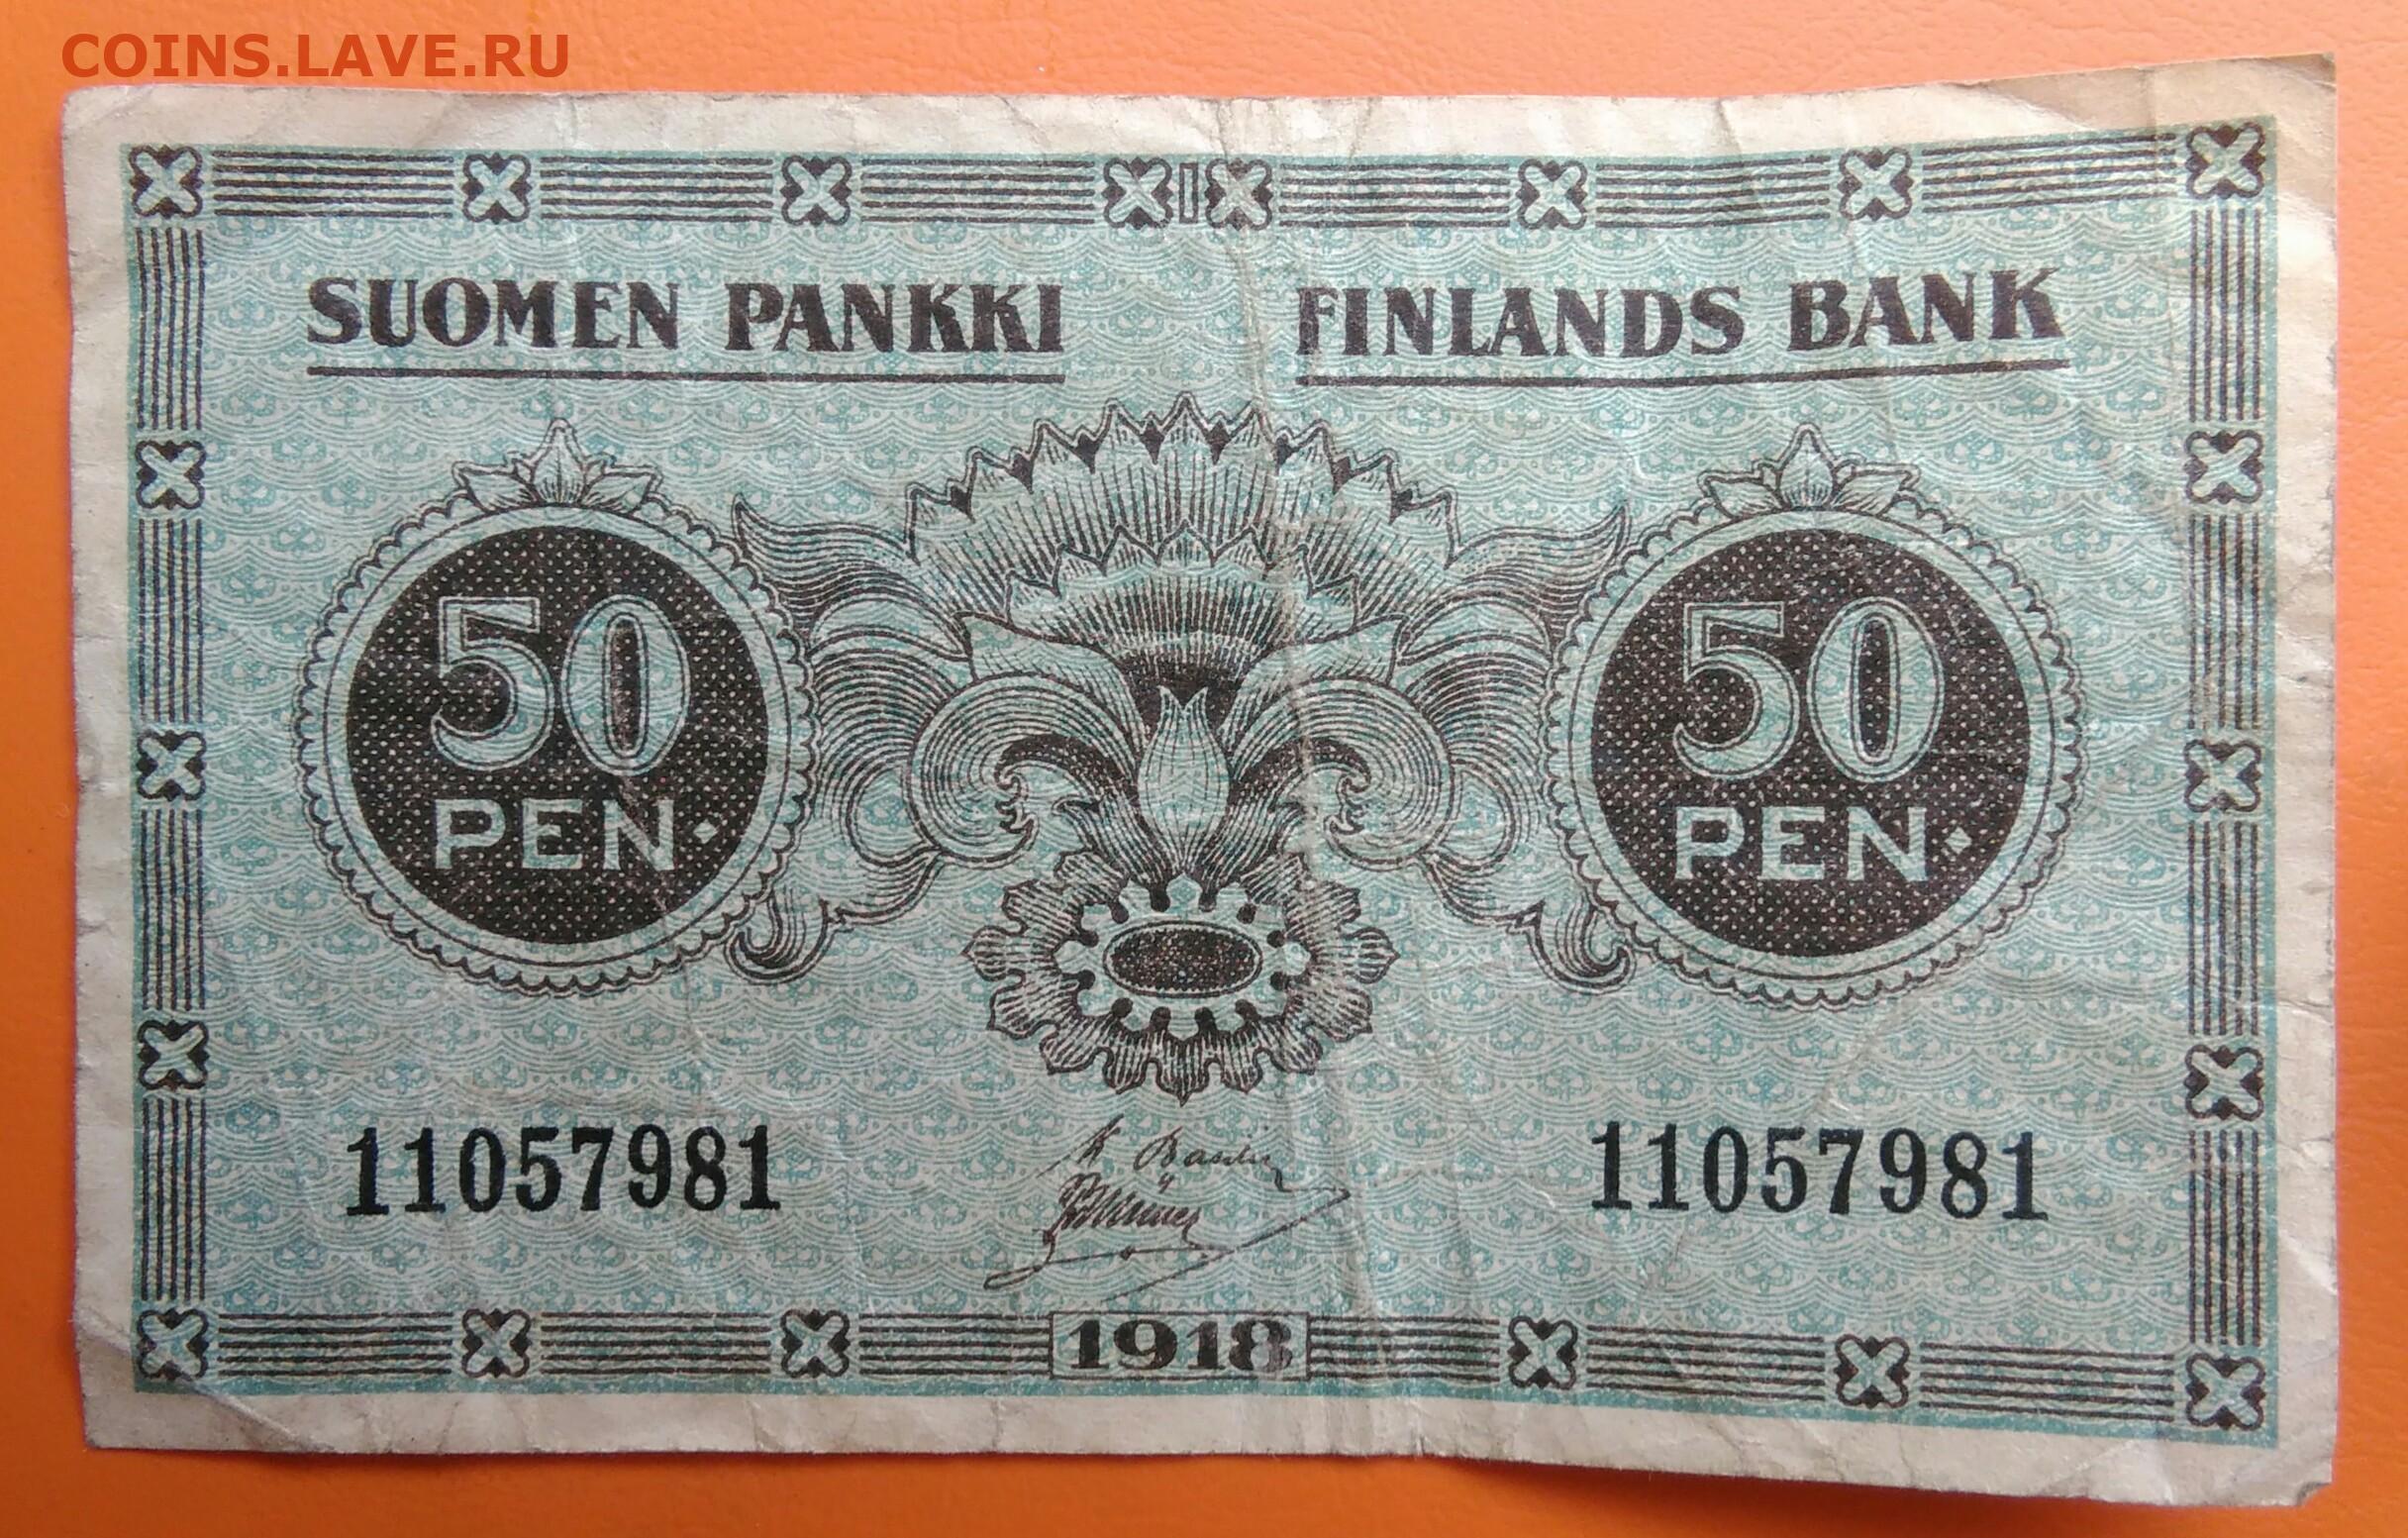 COINS.LAVE.RU
SUOMEN PANKKI FINLANDS BANK
50 50
PEN. PEN.
11057981 11057981
1918